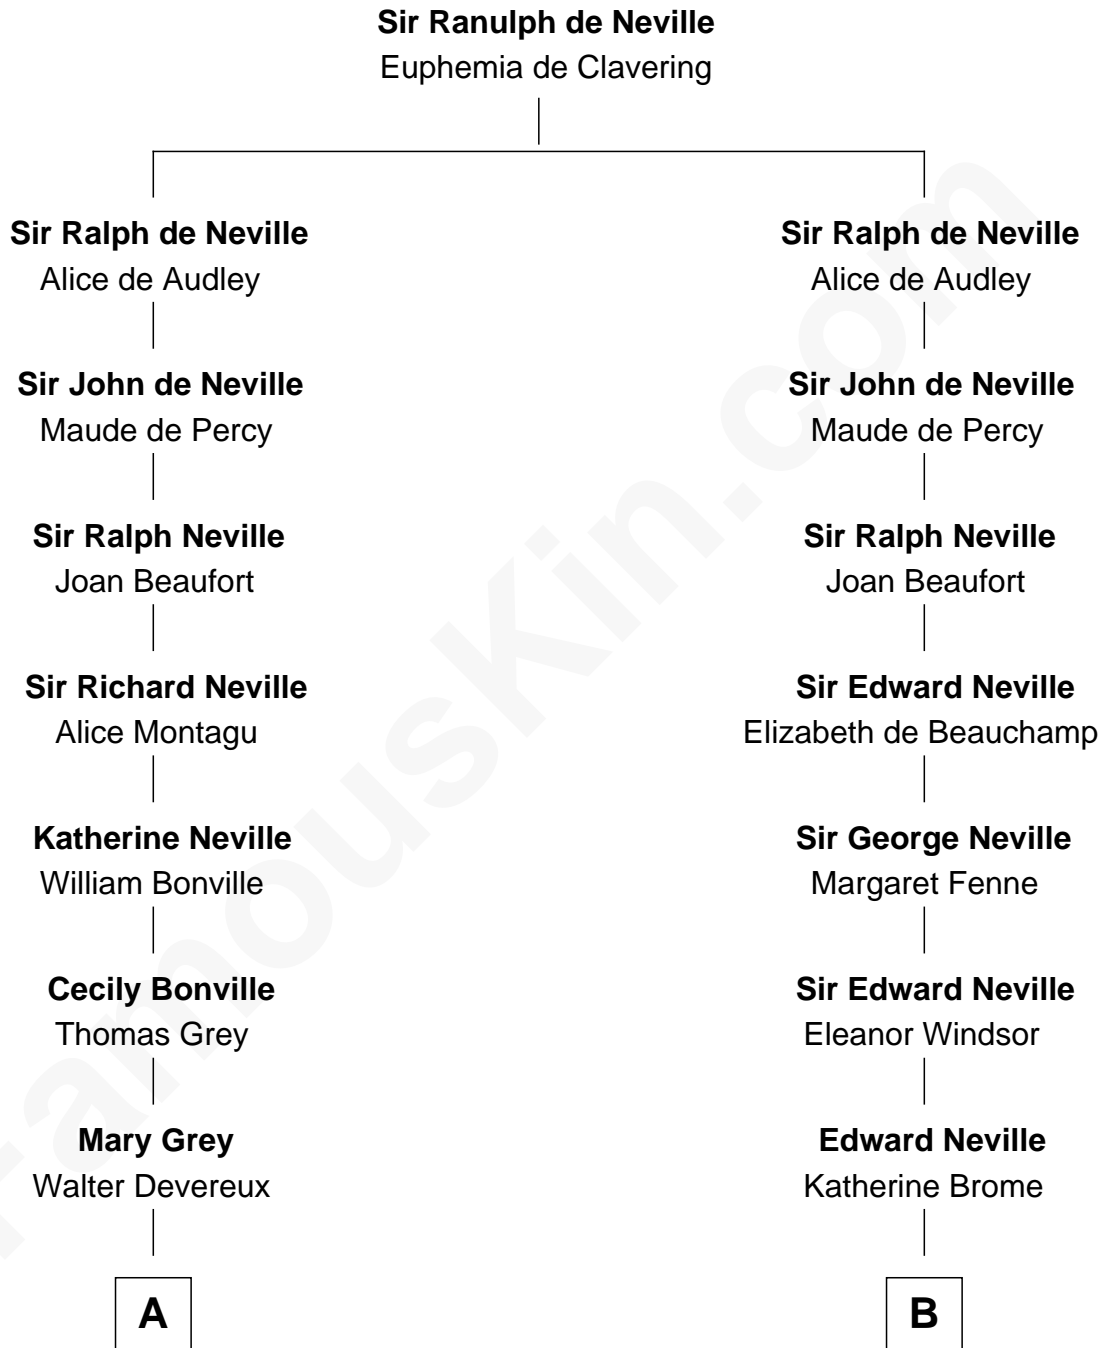 Sir Ranulph de Neville
Euphemia de Clavering
Sir Ralph de Neville
Alice de Audley
Sir John de Neville
Maude de Percy
Sir Ralph Neville
Joan Beaufort
Sir Richard Neville
Alice Montagu
Katherine Neville
William Bonville
Cecily Bonville
Thomas Grey
Mary Grey
Walter Devereux
A
Sir Ralph de Neville
Alice de Audley
Sir John de Neville
Maude de Percy
Sir Ralph Neville
Joan Beaufort
Sir Edward Neville
Elizabeth de Beauchamp
Sir George Neville
Margaret Fenne
Sir Edward Neville
Eleanor Windsor
Edward Neville
Katherine Brome
B
FamousKin.com